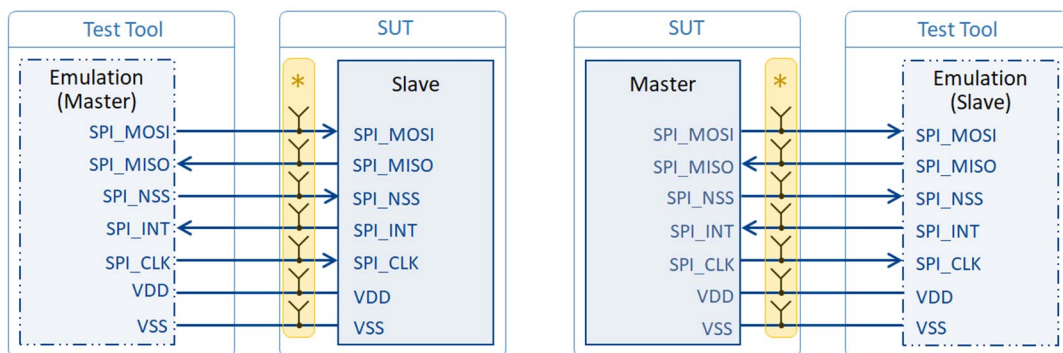 Test Tool
Emulation
(Master)
SPI_MOSI
SPI_MISO
SPI_NSS
SPI_INT
SPI_CLK
VDD
VSS
SUT
*
Slave
SPI_MOSI
SPI_MISO
SPI_NSS
SPI_INT
SPI_CLK
VDD
VSS
SUT
Master
*
SPI_MOSI
SPI_MISO
SPI_NSS
SPI_INT
SPI_CLK
VDD
VSS
Test Tool
Emulation
(Slave)
SPI_MOSI
SPI_MISO
SPI_NSS
SPI_INT
SPI_CLK
VDD
VSS